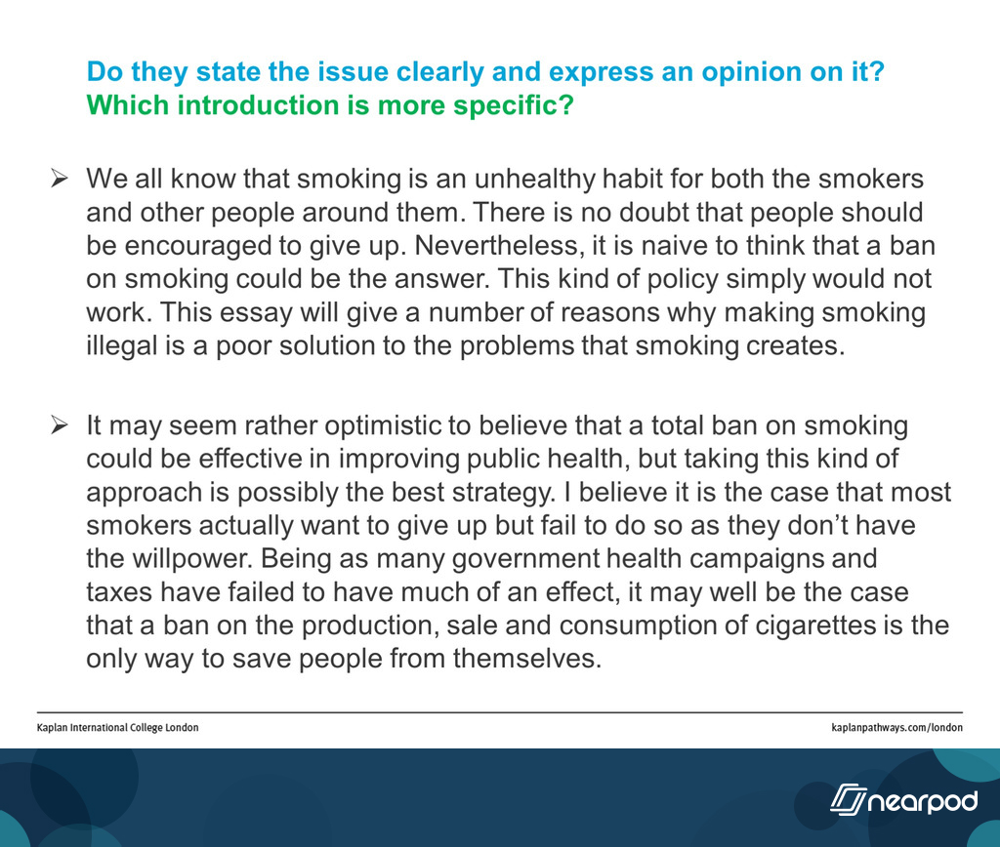 Do they state the issue clearly and express an opinion on it?
Which introduction is more specific?
➢ We all know that smoking is an unhealthy habit for both the smokers
and other people around them. There is no doubt that people should
be encouraged to give up. Nevertheless, it is naive to think that a ban
on smoking could be the answer. This kind of policy simply would not
work. This essay will give a number of reasons why making smoking
illegal is a poor solution to the problems that smoking creates.
➢ It may seem rather optimistic to believe that a total ban on smoking
could be effective in improving public health, but taking this kind of
approach is possibly the best strategy. I believe it is the case that most
smokers actually want to give up but fail to do so as they don’t have
the willpower. Being as many government health campaigns and
taxes have failed to have much of an effect, it may well be the case
that a ban on the production, sale and consumption of cigarettes is the
only way to save people from themselves.
Kaplan International College London
kaplanpathways.com/london
nearpod